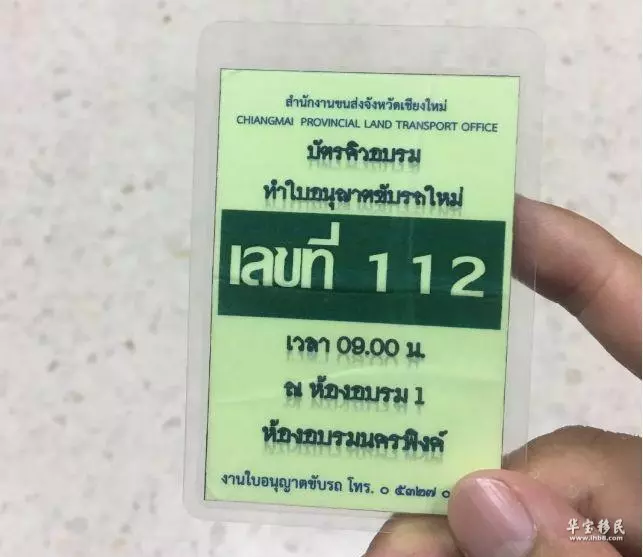 สำนักงานขนส่งจังหวัดเชียงใหม่
CHIANGMAI PROVINCIAL LAND TRANSPORT OFFICE
บัตรคิวอบรม
ทำใบอนุญาตขับรถใหม่
เลขที่ 112
เวลา 09.00 น.
ณ ห้องอบรม 1
ห้องอบรมนครพิงค์
งานใบอนุญาตขับรถ โทร. ๐ ๕๓๒๗ ๐
华宝移民
www.ihb8.com